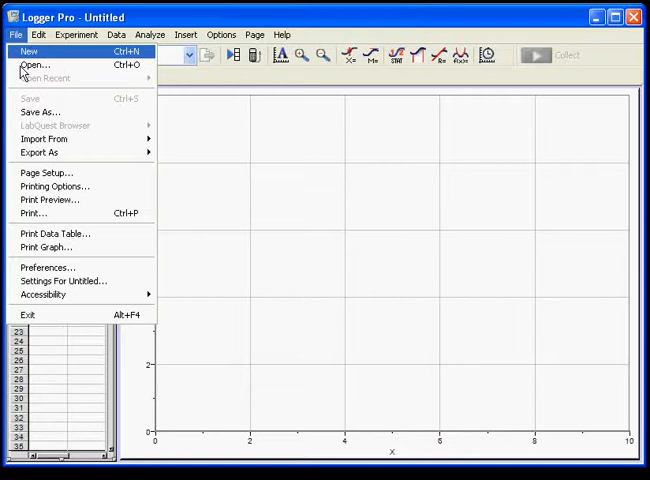 Logger Pro - Untitled
File Edit Experiment Data Analyze Insert Options Page Help
New Ctrl+N
Open... Ctrl+O
Open Recent
Save Ctrl+S
Save As...
LabQuest Browser
Import From
Export As
Page Setup...
Printing Options...
Print Preview...
Print... Ctrl+P
Print Data Table...
Print Graph...
Preferences...
Settings For Untitled...
Accessibility
Exit Alt+F4
Collect
STAT
23
24
25
26
27
28
29
30
31
32
33
34
35
2
0
0 2 4 6 8 10
X